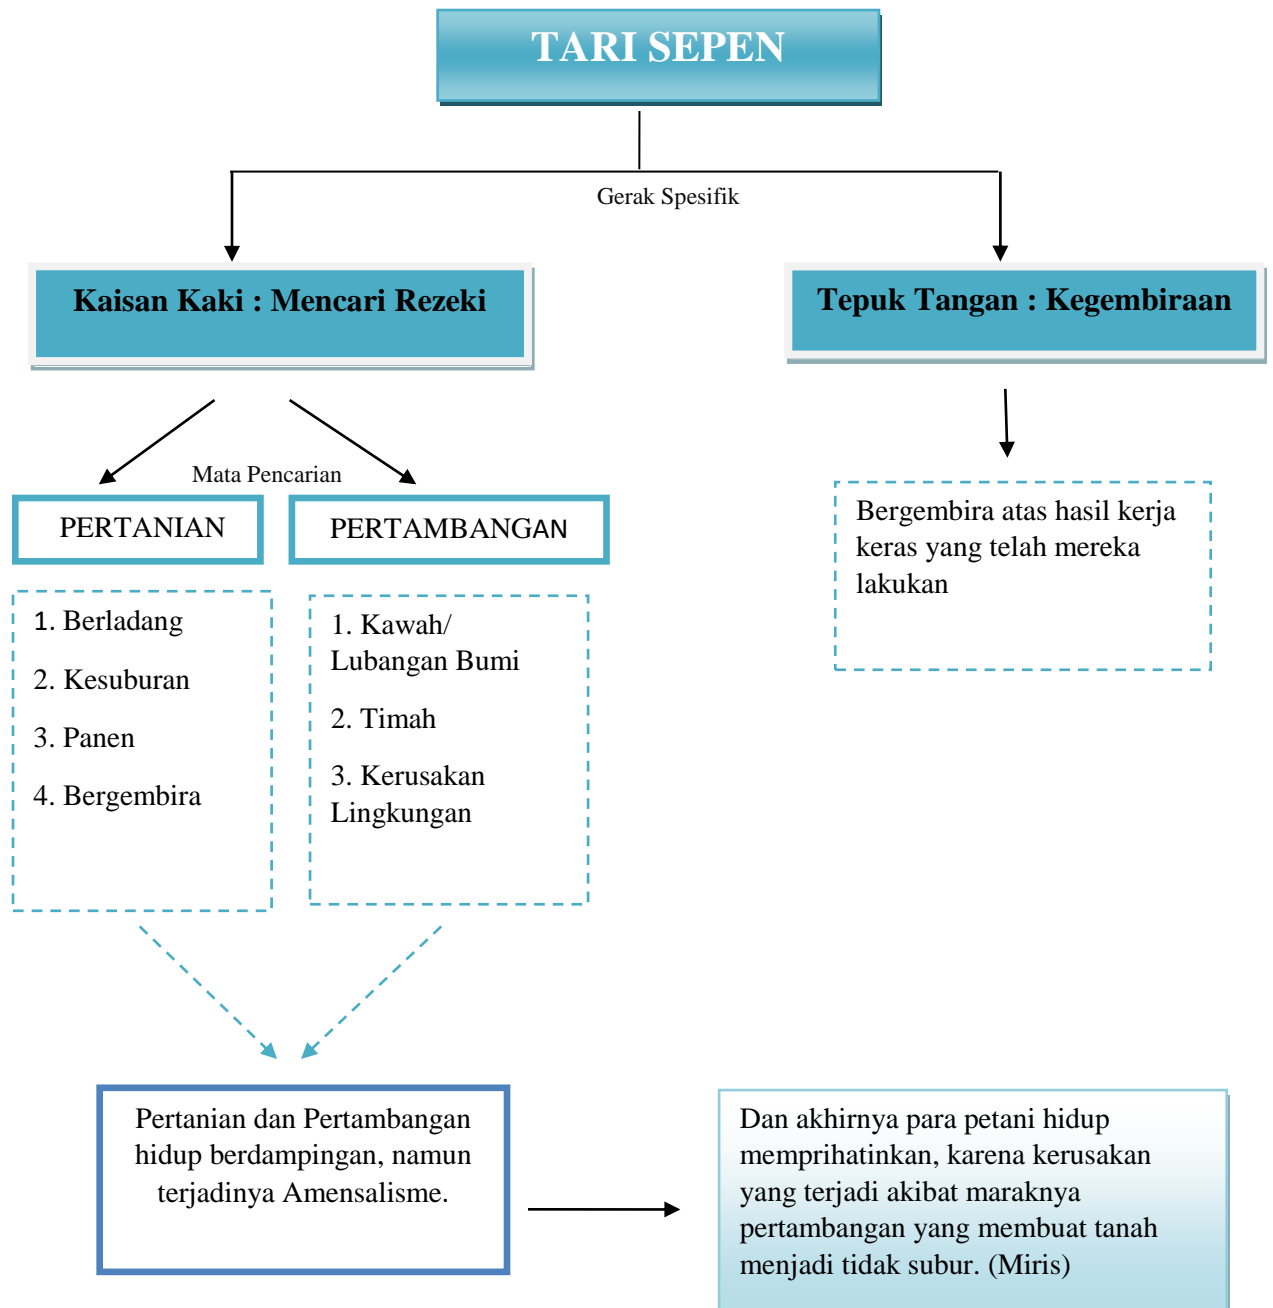 TARI SEPEN
Gerak Spesifik
Kaisan Kaki : Mencari Rezeki
Tepuk Tangan : Kegembiraan
Mata Pencarian
PERTANIAN
PERTAMBANGAN
1. Berladang
2. Kesuburan
3. Panen
4. Bergembira
1. Kawah/
Lubangan Bumi
2. Timah
3. Kerusakan
Lingkungan
Bergembira atas hasil kerja
keras yang telah mereka
lakukan
Pertanian dan Pertambangan
hidup berdampingan, namun
terjadinya Amensalisme.
Dan akhirnya para petani hidup
memprihatinkan, karena kerusakan
yang terjadi akibat maraknya
pertambangan yang membuat tanah
menjadi tidak subur. (Miris)